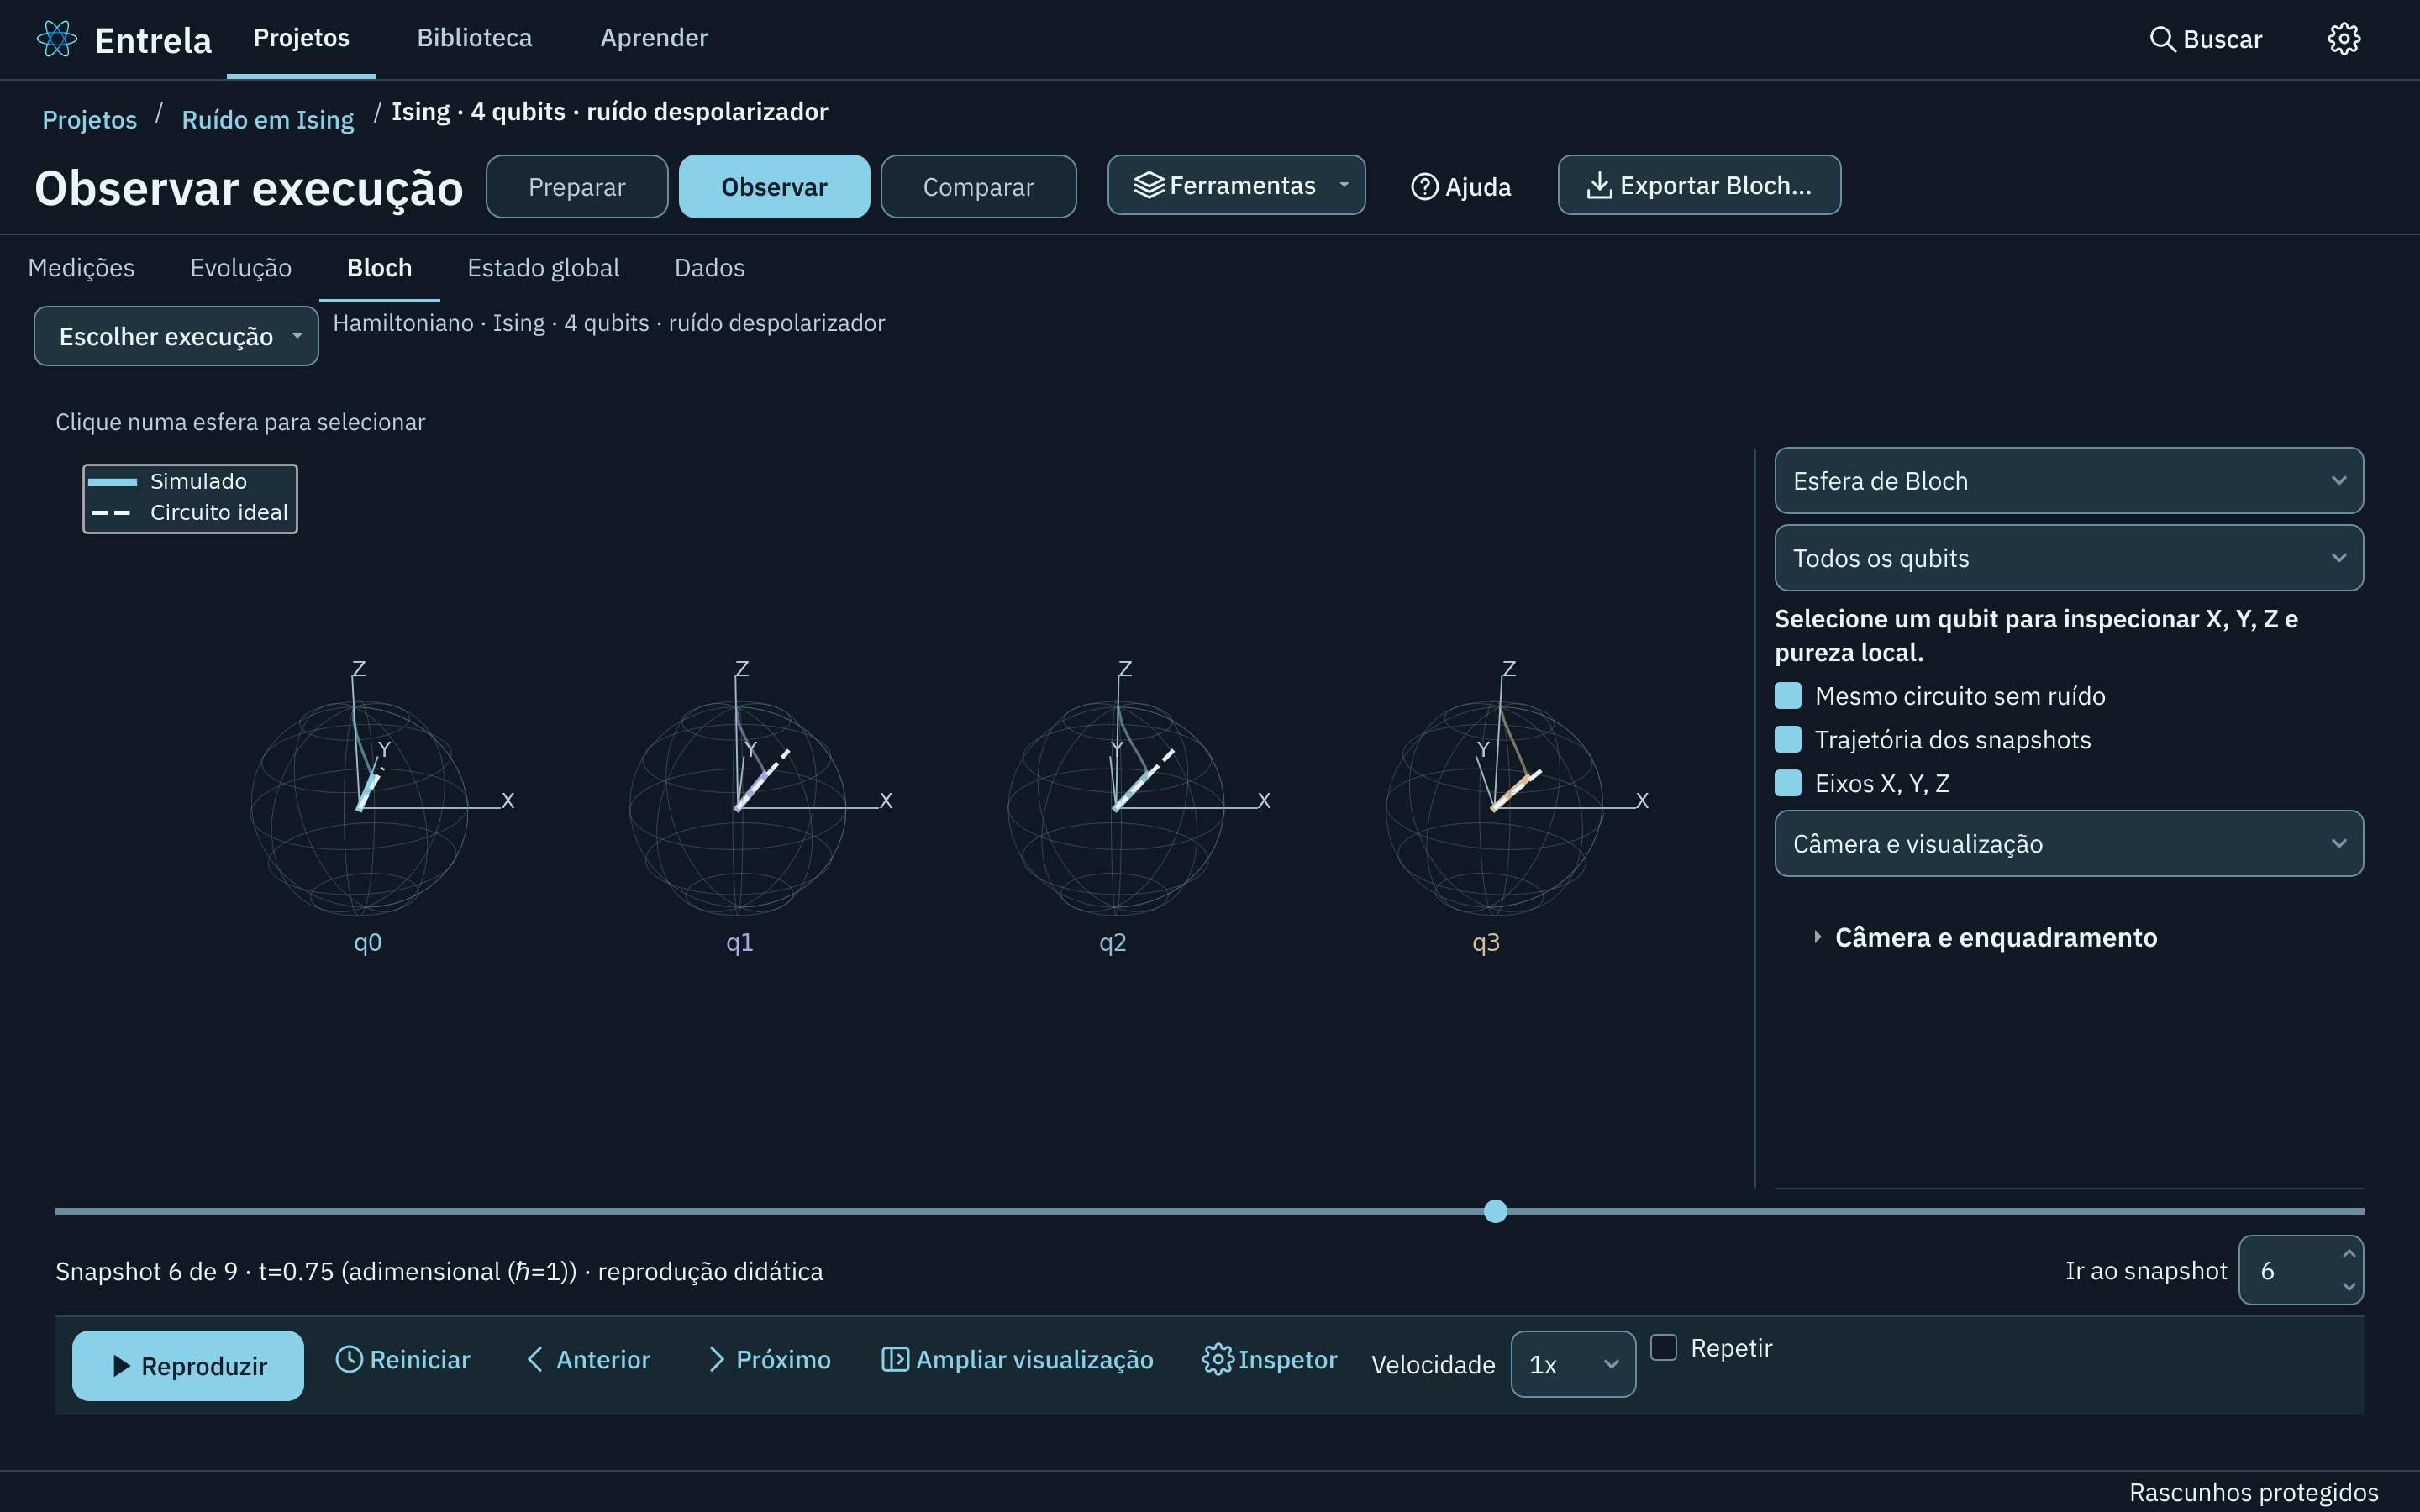 Entrela Projetos Biblioteca Aprender Buscar
Projetos / Ruído em Ising / Ising · 4 qubits · ruído despolarizador
Observar execução Preparar Observar Comparar Ferramentas Ajuda Exportar Bloch...
Medições Evolução Bloch Estado global Dados
Escolher execução Hamiltoniano · Ising · 4 qubits · ruído despolarizador
Clique numa esfera para selecionar
Simulado
Circuito ideal
Z Y X
q0
Z Y X
q1
Z Y X
q2
Z Y X
q3
Esfera de Bloch
Todos os qubits
Selecione um qubit para inspecionar X, Y, Z e
pureza local.
Mesmo circuito sem ruído
Trajetória dos snapshots
Eixos X, Y, Z
Câmera e visualização
Câmera e enquadramento
Snapshot 6 de 9 · t=0.75 (adimensional (ℏ=1)) · reprodução didática
Ir ao snapshot 6
Reproduzir Reiniciar Anterior Próximo Ampliar visualização Inspetor Velocidade 1x Repetir
Rascunhos protegidos